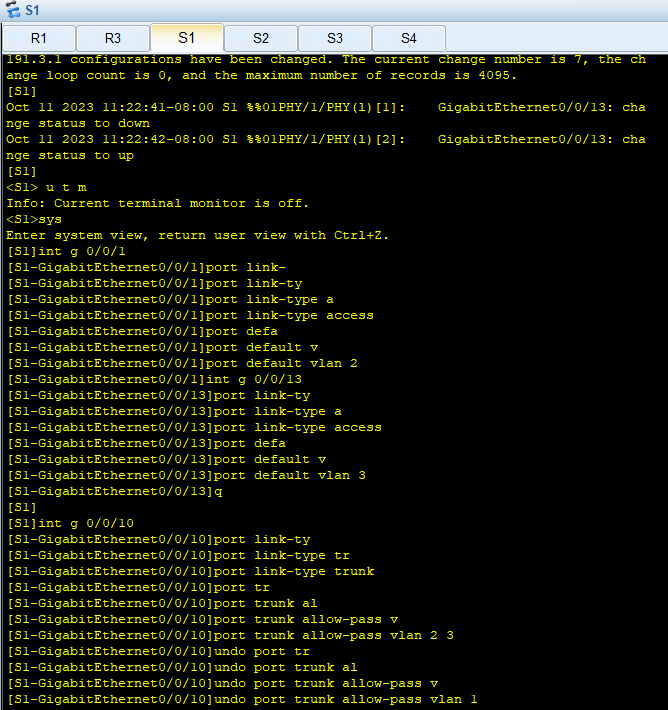 S1
R1 R3 S1 S2 S3 S4
191.3.1 configurations have been changed. The current change number is 7, the ch
ange loop count is 0, and the maximum number of records is 4095.
[S1]
Oct 11 2023 11:22:41-08:00 S1 %%01PHY/1/PHY(l)[1]:    GigabitEthernet0/0/13: cha
nge status to down
Oct 11 2023 11:22:42-08:00 S1 %%01PHY/1/PHY(l)[2]:    GigabitEthernet0/0/13: cha
nge status to up
[S1]
<S1> u t m
Info: Current terminal monitor is off.
<S1>sys
Enter system view, return user view with Ctrl+Z.
[S1]int g 0/0/1
[S1-GigabitEthernet0/0/1]port link-
[S1-GigabitEthernet0/0/1]port link-ty
[S1-GigabitEthernet0/0/1]port link-type a
[S1-GigabitEthernet0/0/1]port link-type access
[S1-GigabitEthernet0/0/1]port defa
[S1-GigabitEthernet0/0/1]port default v
[S1-GigabitEthernet0/0/1]port default vlan 2
[S1-GigabitEthernet0/0/1]int g 0/0/13
[S1-GigabitEthernet0/0/13]port link-ty
[S1-GigabitEthernet0/0/13]port link-type a
[S1-GigabitEthernet0/0/13]port link-type access
[S1-GigabitEthernet0/0/13]port defa
[S1-GigabitEthernet0/0/13]port default v
[S1-GigabitEthernet0/0/13]port default vlan 3
[S1-GigabitEthernet0/0/13]q
[S1]
[S1]int g 0/0/10
[S1-GigabitEthernet0/0/10]port link-ty
[S1-GigabitEthernet0/0/10]port link-type tr
[S1-GigabitEthernet0/0/10]port link-type trunk
[S1-GigabitEthernet0/0/10]port tr
[S1-GigabitEthernet0/0/10]port trunk al
[S1-GigabitEthernet0/0/10]port trunk allow-pass v
[S1-GigabitEthernet0/0/10]port trunk allow-pass vlan 2 3
[S1-GigabitEthernet0/0/10]undo port tr
[S1-GigabitEthernet0/0/10]undo port trunk al
[S1-GigabitEthernet0/0/10]undo port trunk allow-pass v
[S1-GigabitEthernet0/0/10]undo port trunk allow-pass vlan 1